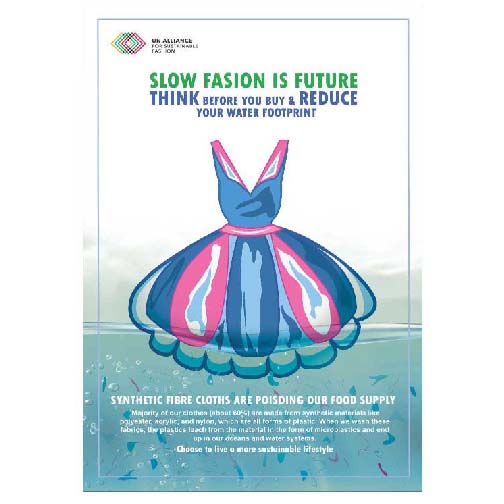 UN ALLIANCE
FOR SUSTAINABLE
FASHION
SLOW FASION IS FUTURE
THINK BEFORE YOU BUY & REDUCE
YOUR WATER FOOTPRINT
SYNTHETIC FIBRE CLOTHS ARE POISDING OUR FOOD SUPPLY
Majority of our clothes (about 60%) are made from synthetic materials like
polyester, acrylic, and nylon, which are all forms of plastic. When we wash these
fabrics, the plastics leach from the material in the form of microplastics and end
up in our oceans and water systems.
Choose to live a more sustainable lifestyle